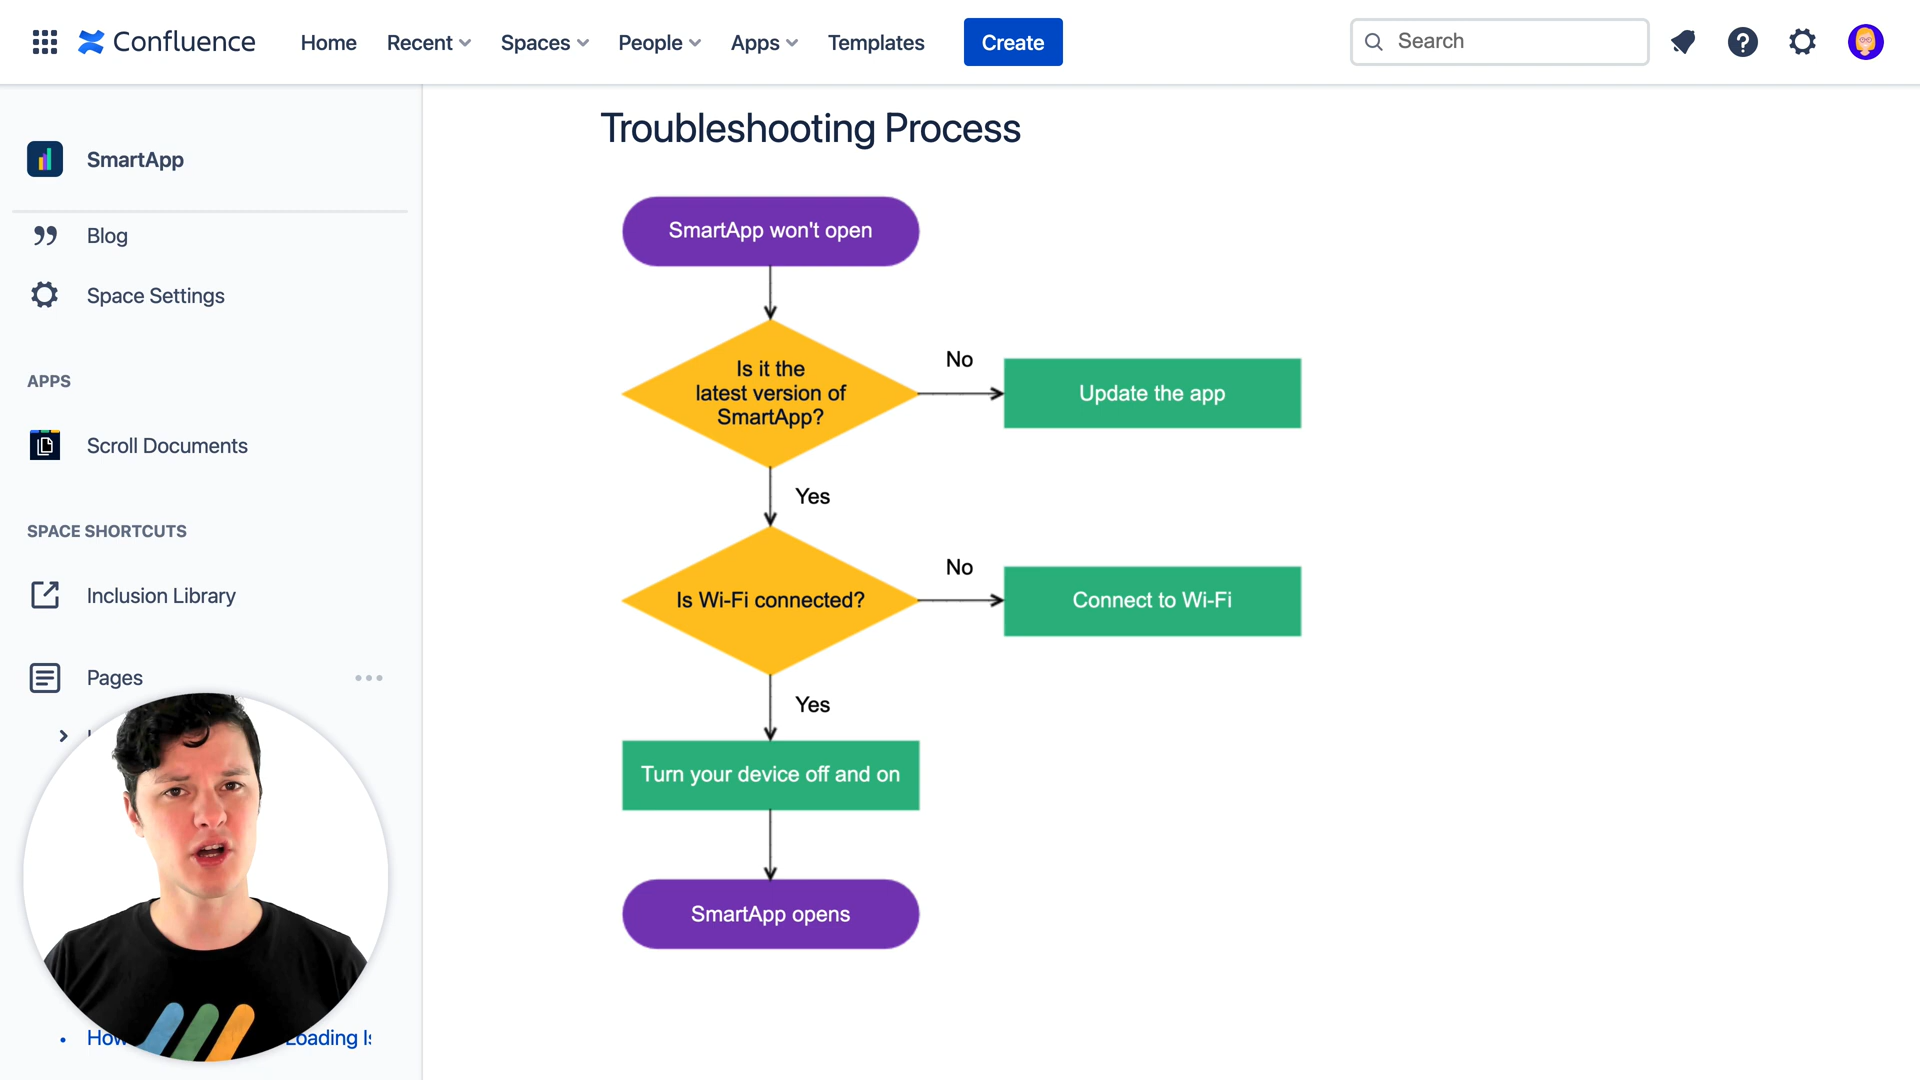 Confluence
Home
Recent
Spaces
People
Apps
Templates
Create
Search
SmartApp
Blog
Space Settings
APPS
Scroll Documents
SPACE SHORTCUTS
Inclusion Library
Pages
How
Loading
Troubleshooting Process
SmartApp won't open
Is it the
latest version of
SmartApp?
No
Update the app
Yes
Is Wi-Fi connected?
No
Connect to Wi-Fi
Yes
Turn your device off and on
SmartApp opens